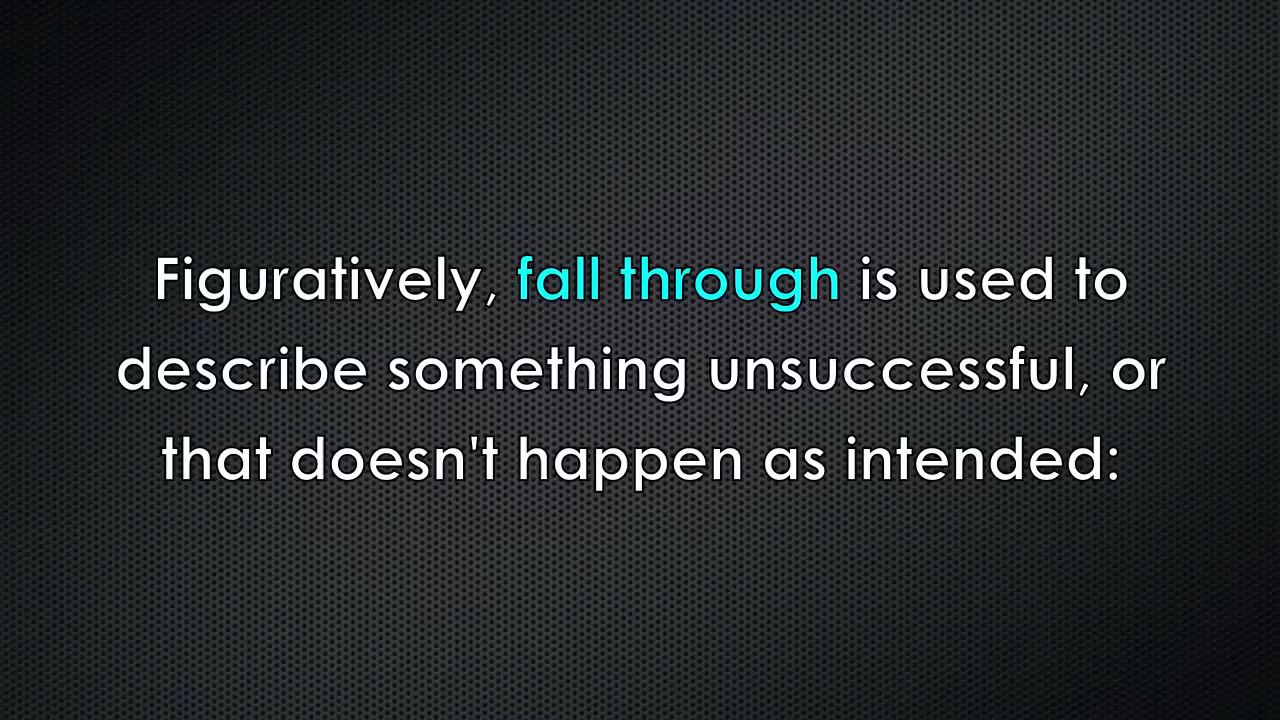 Figuratively, fall through is used to
describe something unsuccessful, or
that doesn't happen as intended: